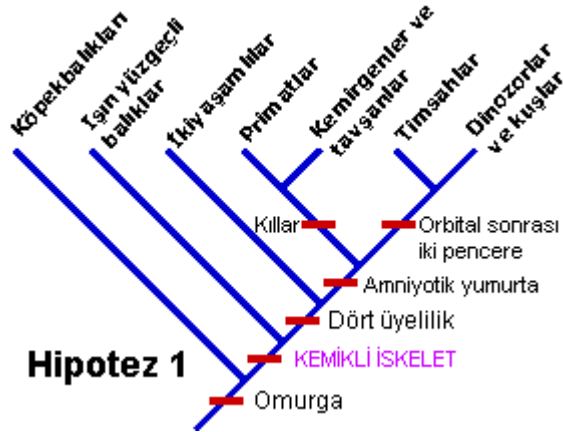 Köpekbalıkları
Işın yüzgeçli
balıklar
İkiyaşamlılar
Primatlar
Kemirgenler ve
tavşanlar
Timsahlar
Dinozorlar
ve kuşlar
Kıllar
Orbital sonrası
iki pencere
Amniyotik yumurta
Dört üyelilik
KEMİKLİ İSKELET
Hipotez 1
Omurga